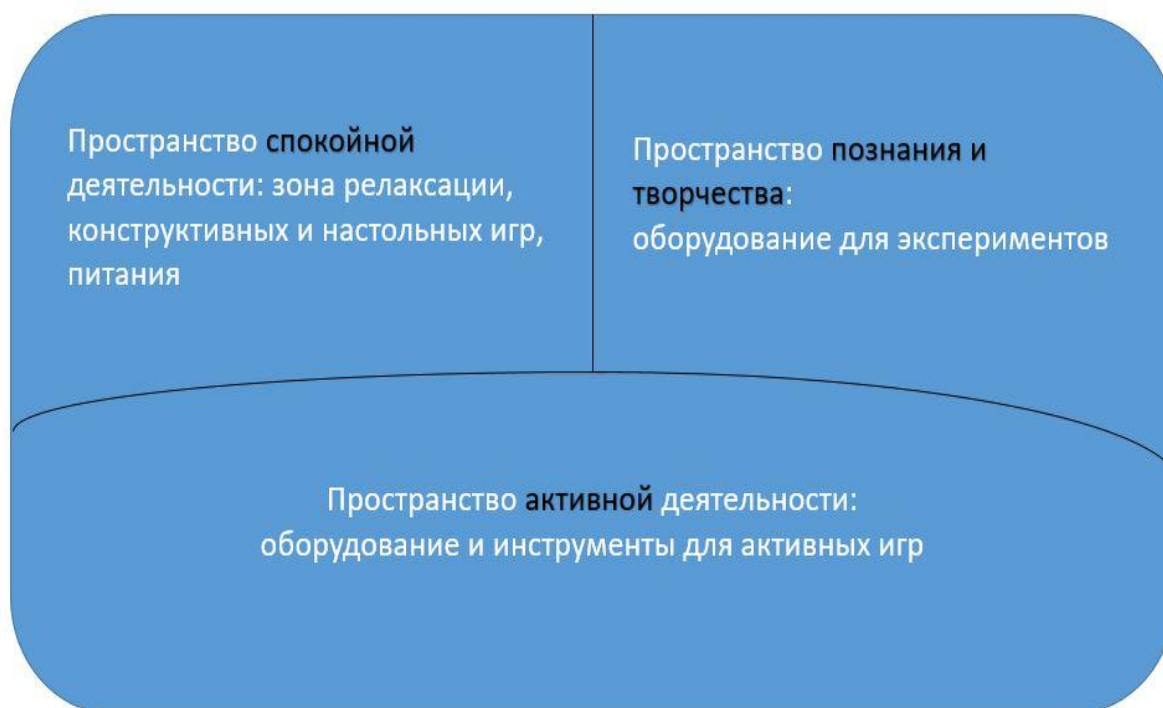 Пространство спокойной
деятельности: зона релаксации,
конструктивных и настольных игр,
питания
Пространство познания и
творчества:
оборудование для экспериментов
Пространство активной деятельности:
оборудование и инструменты для активных игр